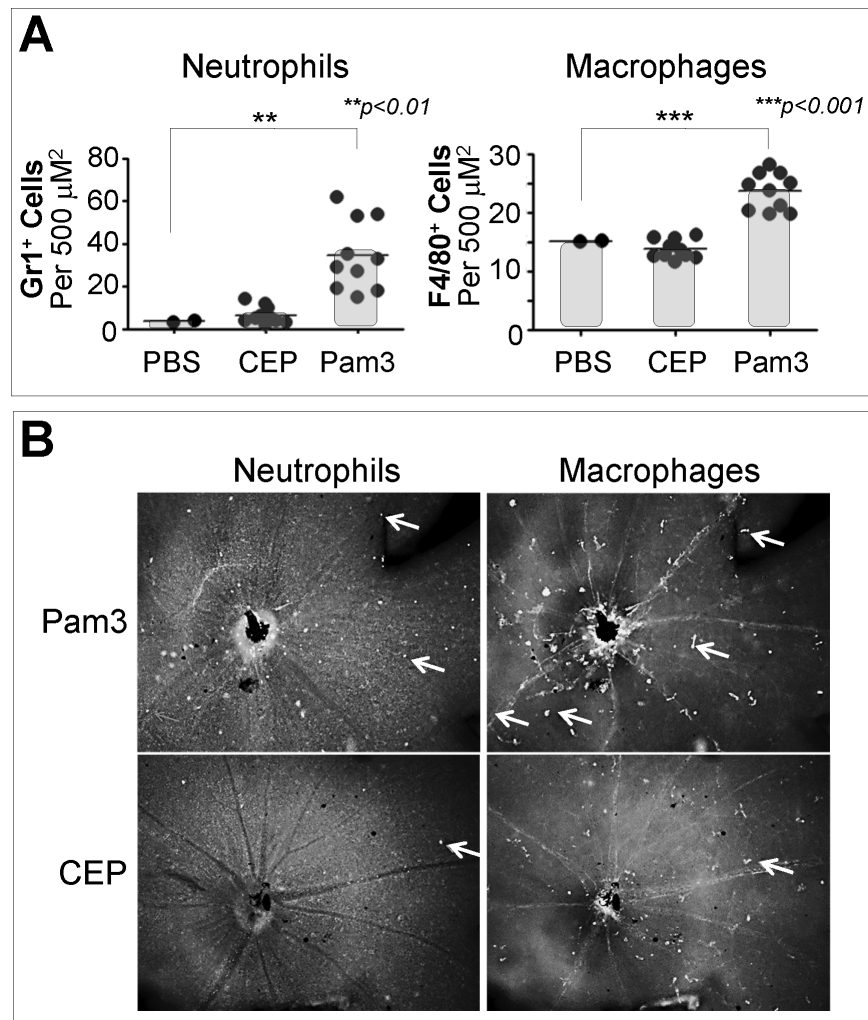 A
Neutrophils
**p<0.01
**
Gr1+ Cells
Per 500 μM2
80
60
40
20
0
PBS CEP Pam3
Macrophages
***p<0.001
***
F4/80+ Cells
Per 500 μM2
30
20
10
0
PBS CEP Pam3
B
Neutrophils Macrophages
Pam3
CEP